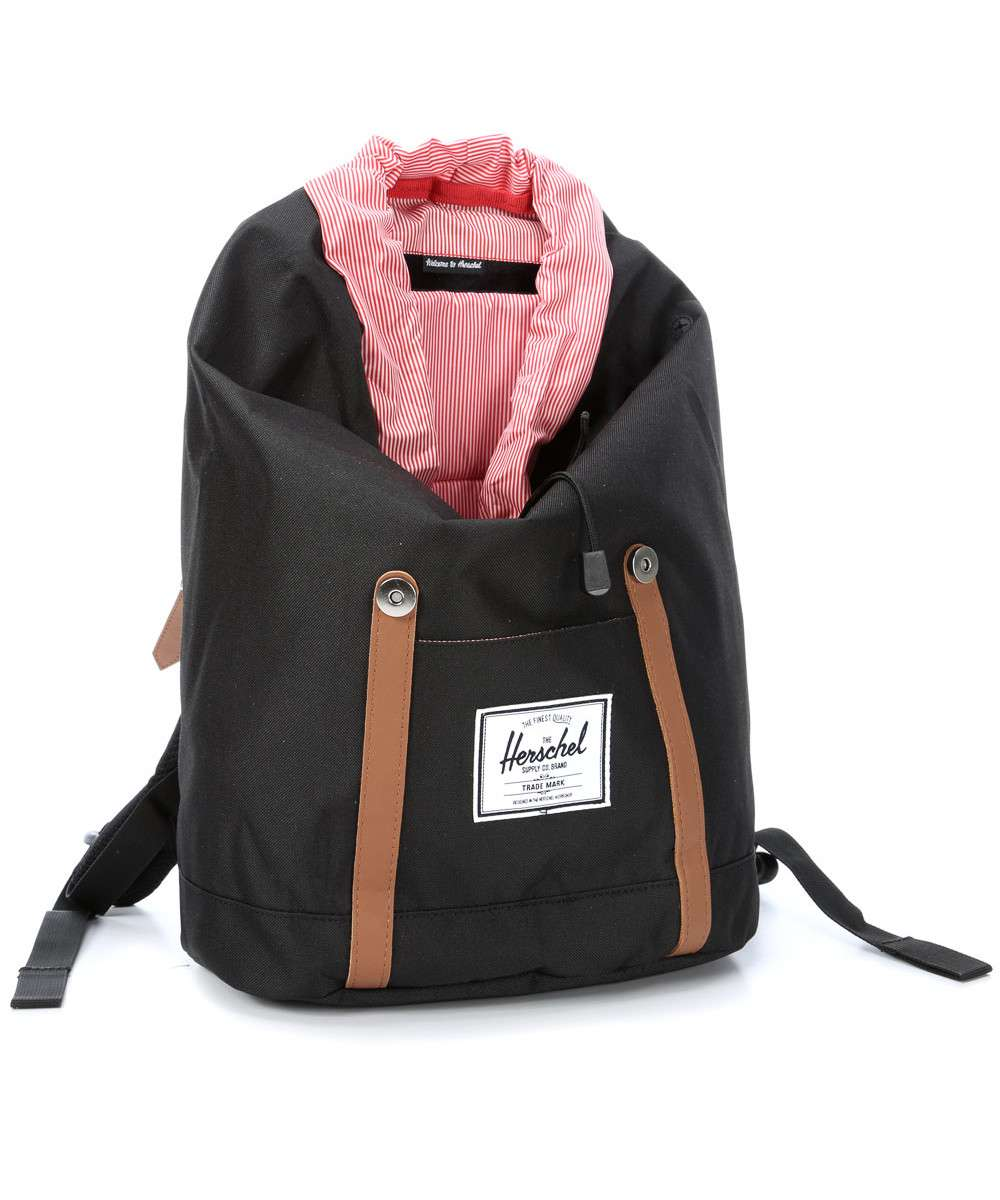 Welcome to Herschel
THE FINEST QUALITY
THE
Herschel
SUPPLY CO. BRAND
TRADE MARK